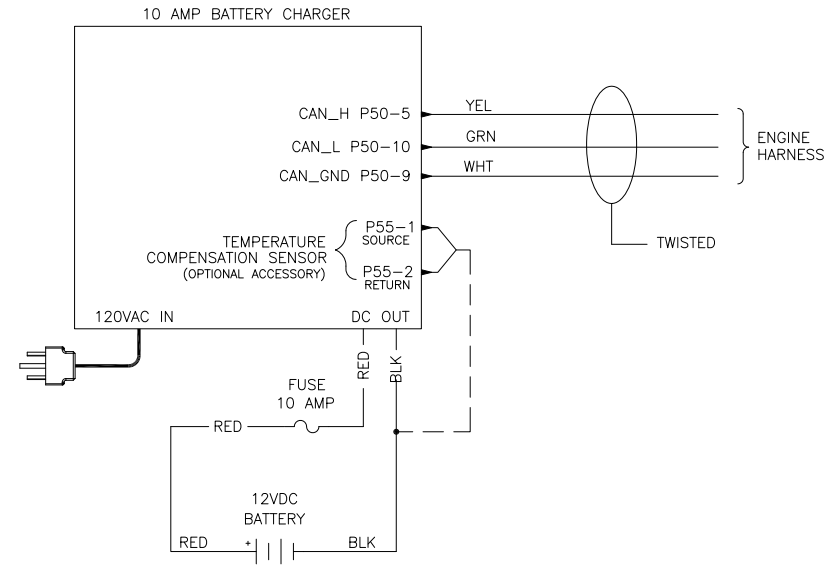 10 AMP BATTERY CHARGER
CAN_H P50-5
YEL
CAN_L P50-10
GRN
CAN_GND P50-9
WHT
ENGINE
HARNESS
TWISTED
TEMPERATURE
COMPENSATION SENSOR
(OPTIONAL ACCESSORY)
P55-1
SOURCE
P55-2
RETURN
120VAC IN
DC OUT
RED
BLK
FUSE
10 AMP
RED
12VDC
BATTERY
RED
+
BLK